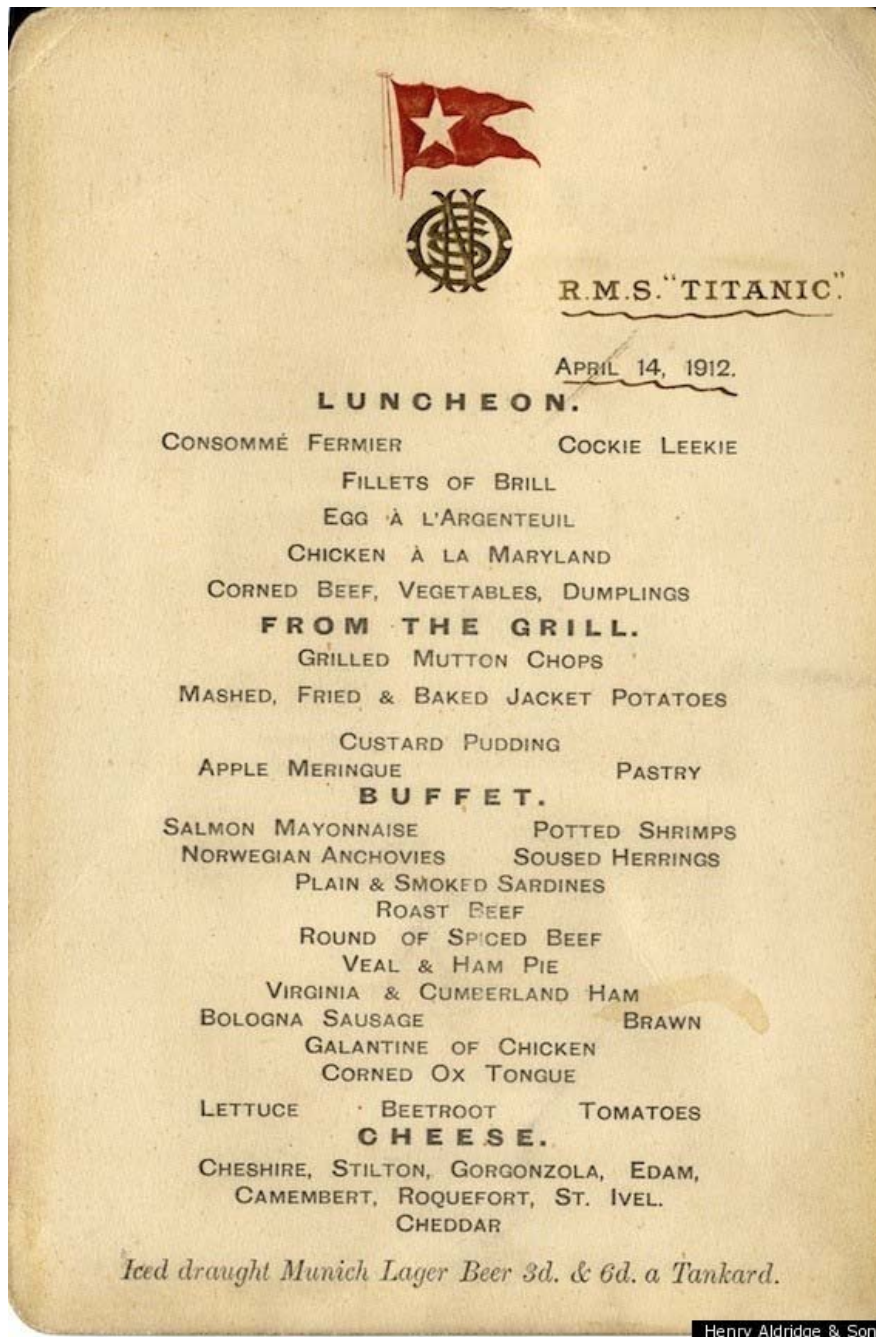 R.M.S. "TITANIC".
APRIL 14, 1912.
LUNCHEON.
CONSOMMÉ FERMIER COCKIE LEEKIE
FILLETS OF BRILL
EGG À L'ARGENTEUIL
CHICKEN À LA MARYLAND
CORNED BEEF, VEGETABLES, DUMPLINGS
FROM THE GRILL.
GRILLED MUTTON CHOPS
MASHED, FRIED & BAKED JACKET POTATOES
CUSTARD PUDDING
APPLE MERINGUE PASTRY
BUFFET.
SALMON MAYONNAISE POTTED SHRIMPS
NORWEGIAN ANCHOVIES SOUSED HERRINGS
PLAIN & SMOKED SARDINES
ROAST BEEF
ROUND OF SPICED BEEF
VEAL & HAM PIE
VIRGINIA & CUMBERLAND HAM
BOLOGNA SAUSAGE BRAWN
GALANTINE OF CHICKEN
CORNED OX TONGUE
LETTUCE BEETROOT TOMATOES
CHEESE.
CHESHIRE, STILTON, GORGONZOLA, EDAM,
CAMEMBERT, ROQUEFORT, ST. IVEL.
CHEDDAR
Iced draught Munich Lager Beer 3d. & 6d. a Tankard.
Henry Aldridge & Son